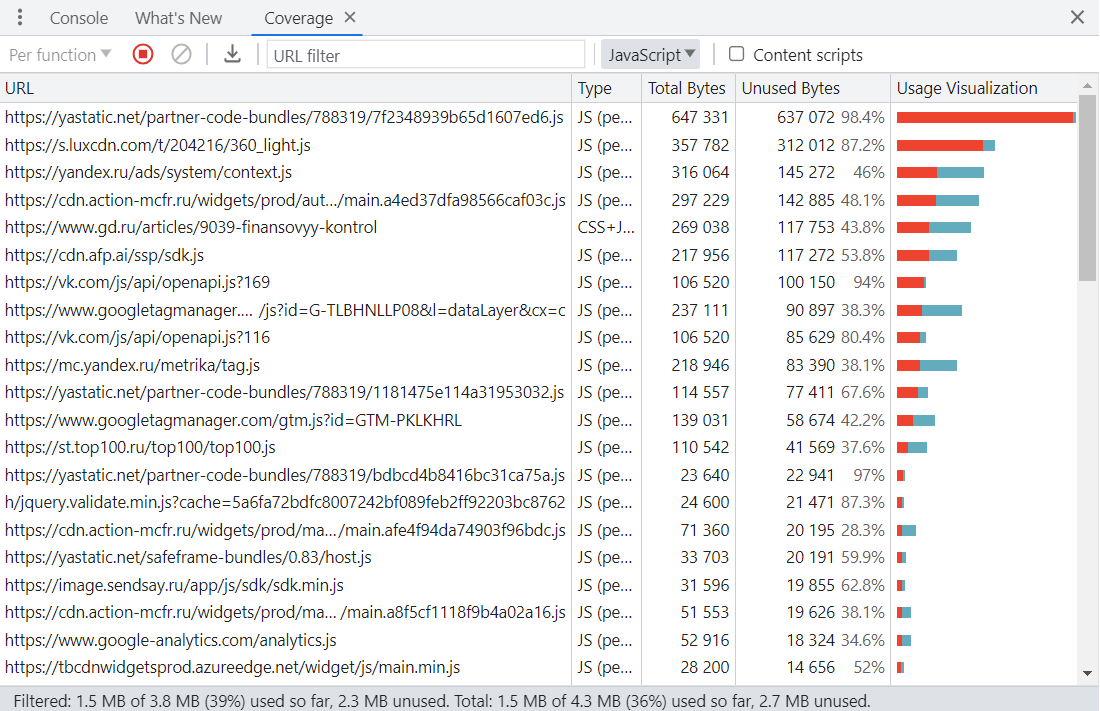 Console What's New Coverage
Per function URL filter JavaScript Content scripts
URL Type Total Bytes Unused Bytes Usage Visualization
https://yastatic.net/partner-code-bundles/788319/7f2348939b65d1607ed6.js JS (pe... 647 331 637 072 98.4%
https://s.luxcdn.com/t/204216/360_light.js JS (pe... 357 782 312 012 87.2%
https://yandex.ru/ads/system/context.js JS (pe... 316 064 145 272 46%
https://cdn.action-mcfr.ru/widgets/prod/aut.../main.a4ed37dfa98566caf03c.js JS (pe... 297 229 142 885 48.1%
https://www.gd.ru/articles/9039-finansovyy-kontrol CSS+J... 269 038 117 753 43.8%
https://cdn.afp.ai/ssp/sdk.js JS (pe... 217 956 117 272 53.8%
https://vk.com/js/api/openapi.js?169 JS (pe... 106 520 100 150 94%
https://www.googletagmanager.... /js?id=G-TLBHNLLP08&l=dataLayer&cx=c JS (pe... 237 111 90 897 38.3%
https://vk.com/js/api/openapi.js?116 JS (pe... 106 520 85 629 80.4%
https://mc.yandex.ru/metrika/tag.js JS (pe... 218 946 83 390 38.1%
https://yastatic.net/partner-code-bundles/788319/1181475e114a31953032.js JS (pe... 114 557 77 411 67.6%
https://www.googletagmanager.com/gtm.js?id=GTM-PKLKHRL JS (pe... 139 031 58 674 42.2%
https://st.top100.ru/top100/top100.js JS (pe... 110 542 41 569 37.6%
https://yastatic.net/partner-code-bundles/788319/bdbcd4b8416bc31ca75a.js JS (pe... 23 640 22 941 97%
h/jquery.validate.min.js?cache=5a6fa72bdfc8007242bf089feb2ff92203bc8762 JS (pe... 24 600 21 471 87.3%
https://cdn.action-mcfr.ru/widgets/prod/ma... /main.afe4f94da74903f96bdc.js JS (pe... 71 360 20 195 28.3%
https://yastatic.net/safeframe-bundles/0.83/host.js JS (pe... 33 703 20 191 59.9%
https://image.sendsay.ru/app/js/sdk/sdk.min.js JS (pe... 31 596 19 855 62.8%
https://cdn.action-mcfr.ru/widgets/prod/ma... /main.a8f5cf1118f9b4a02a16.js JS (pe... 51 553 19 626 38.1%
https://www.google-analytics.com/analytics.js JS (pe... 52 916 18 324 34.6%
https://tbcdnwidgetsprod.azureedge.net/widget/js/main.min.js JS (pe... 28 200 14 656 52%
Filtered: 1.5 MB of 3.8 MB (39%) used so far, 2.3 MB unused. Total: 1.5 MB of 4.3 MB (36%) used so far, 2.7 MB unused.